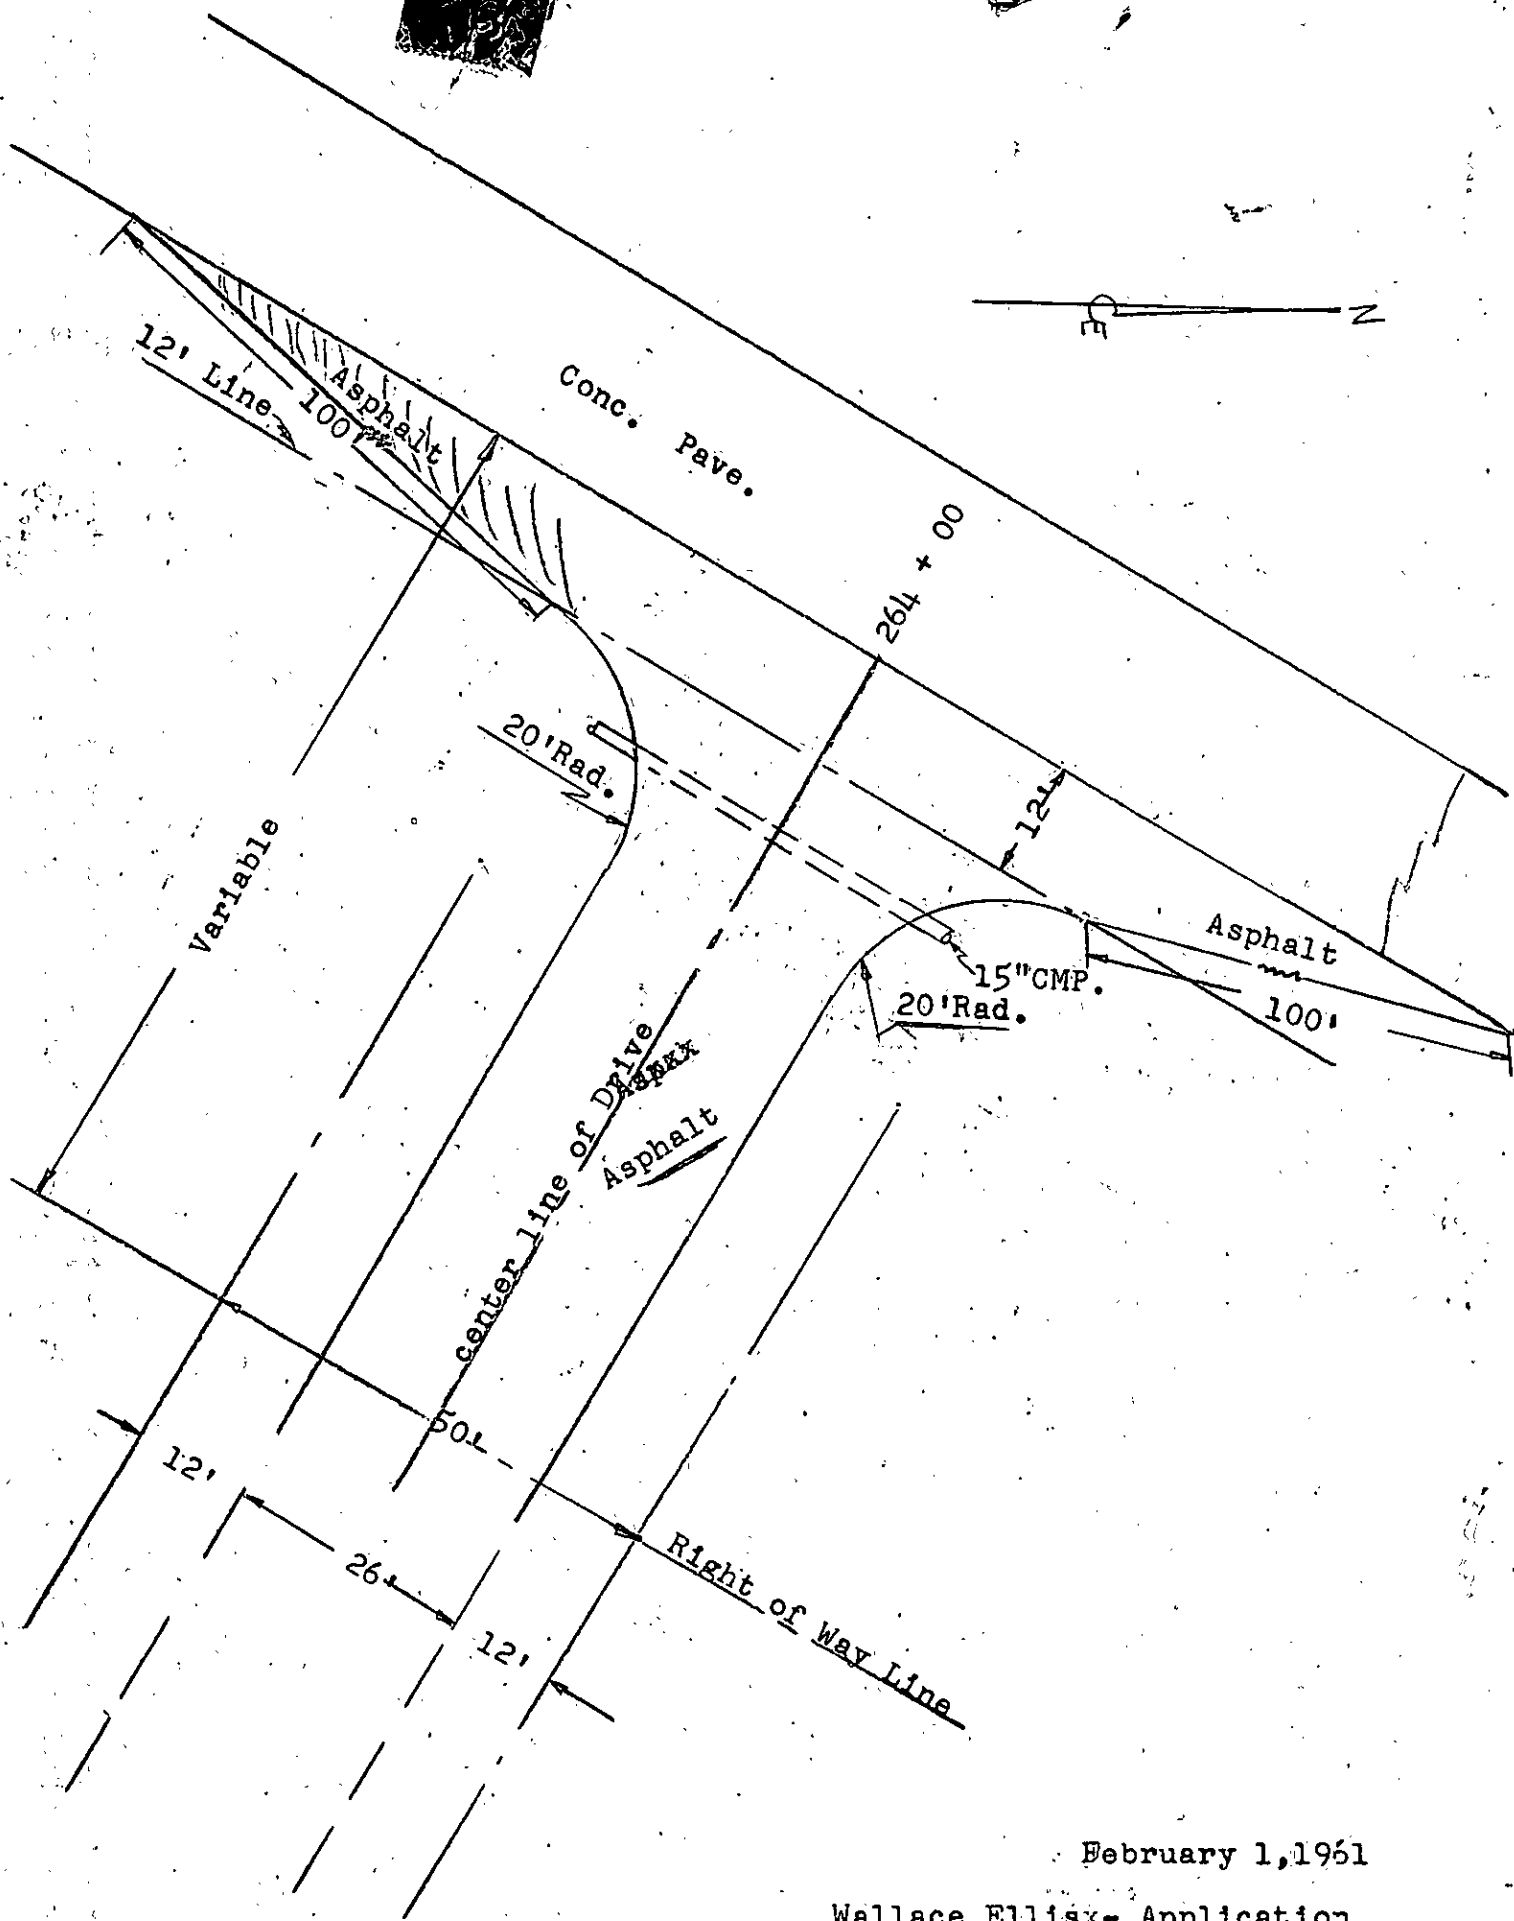 N
E
Conc. Pave.
12' Line
100'
Asphalt
264 + 00
20'Rad.
12'
Variable
Asphalt
15"CMP.
20'Rad.
100'
center line of Drive
Asphalt
50'
12'
26'
12'
Right of Way Line
February 1,1961
Wallace Ellisx- Application